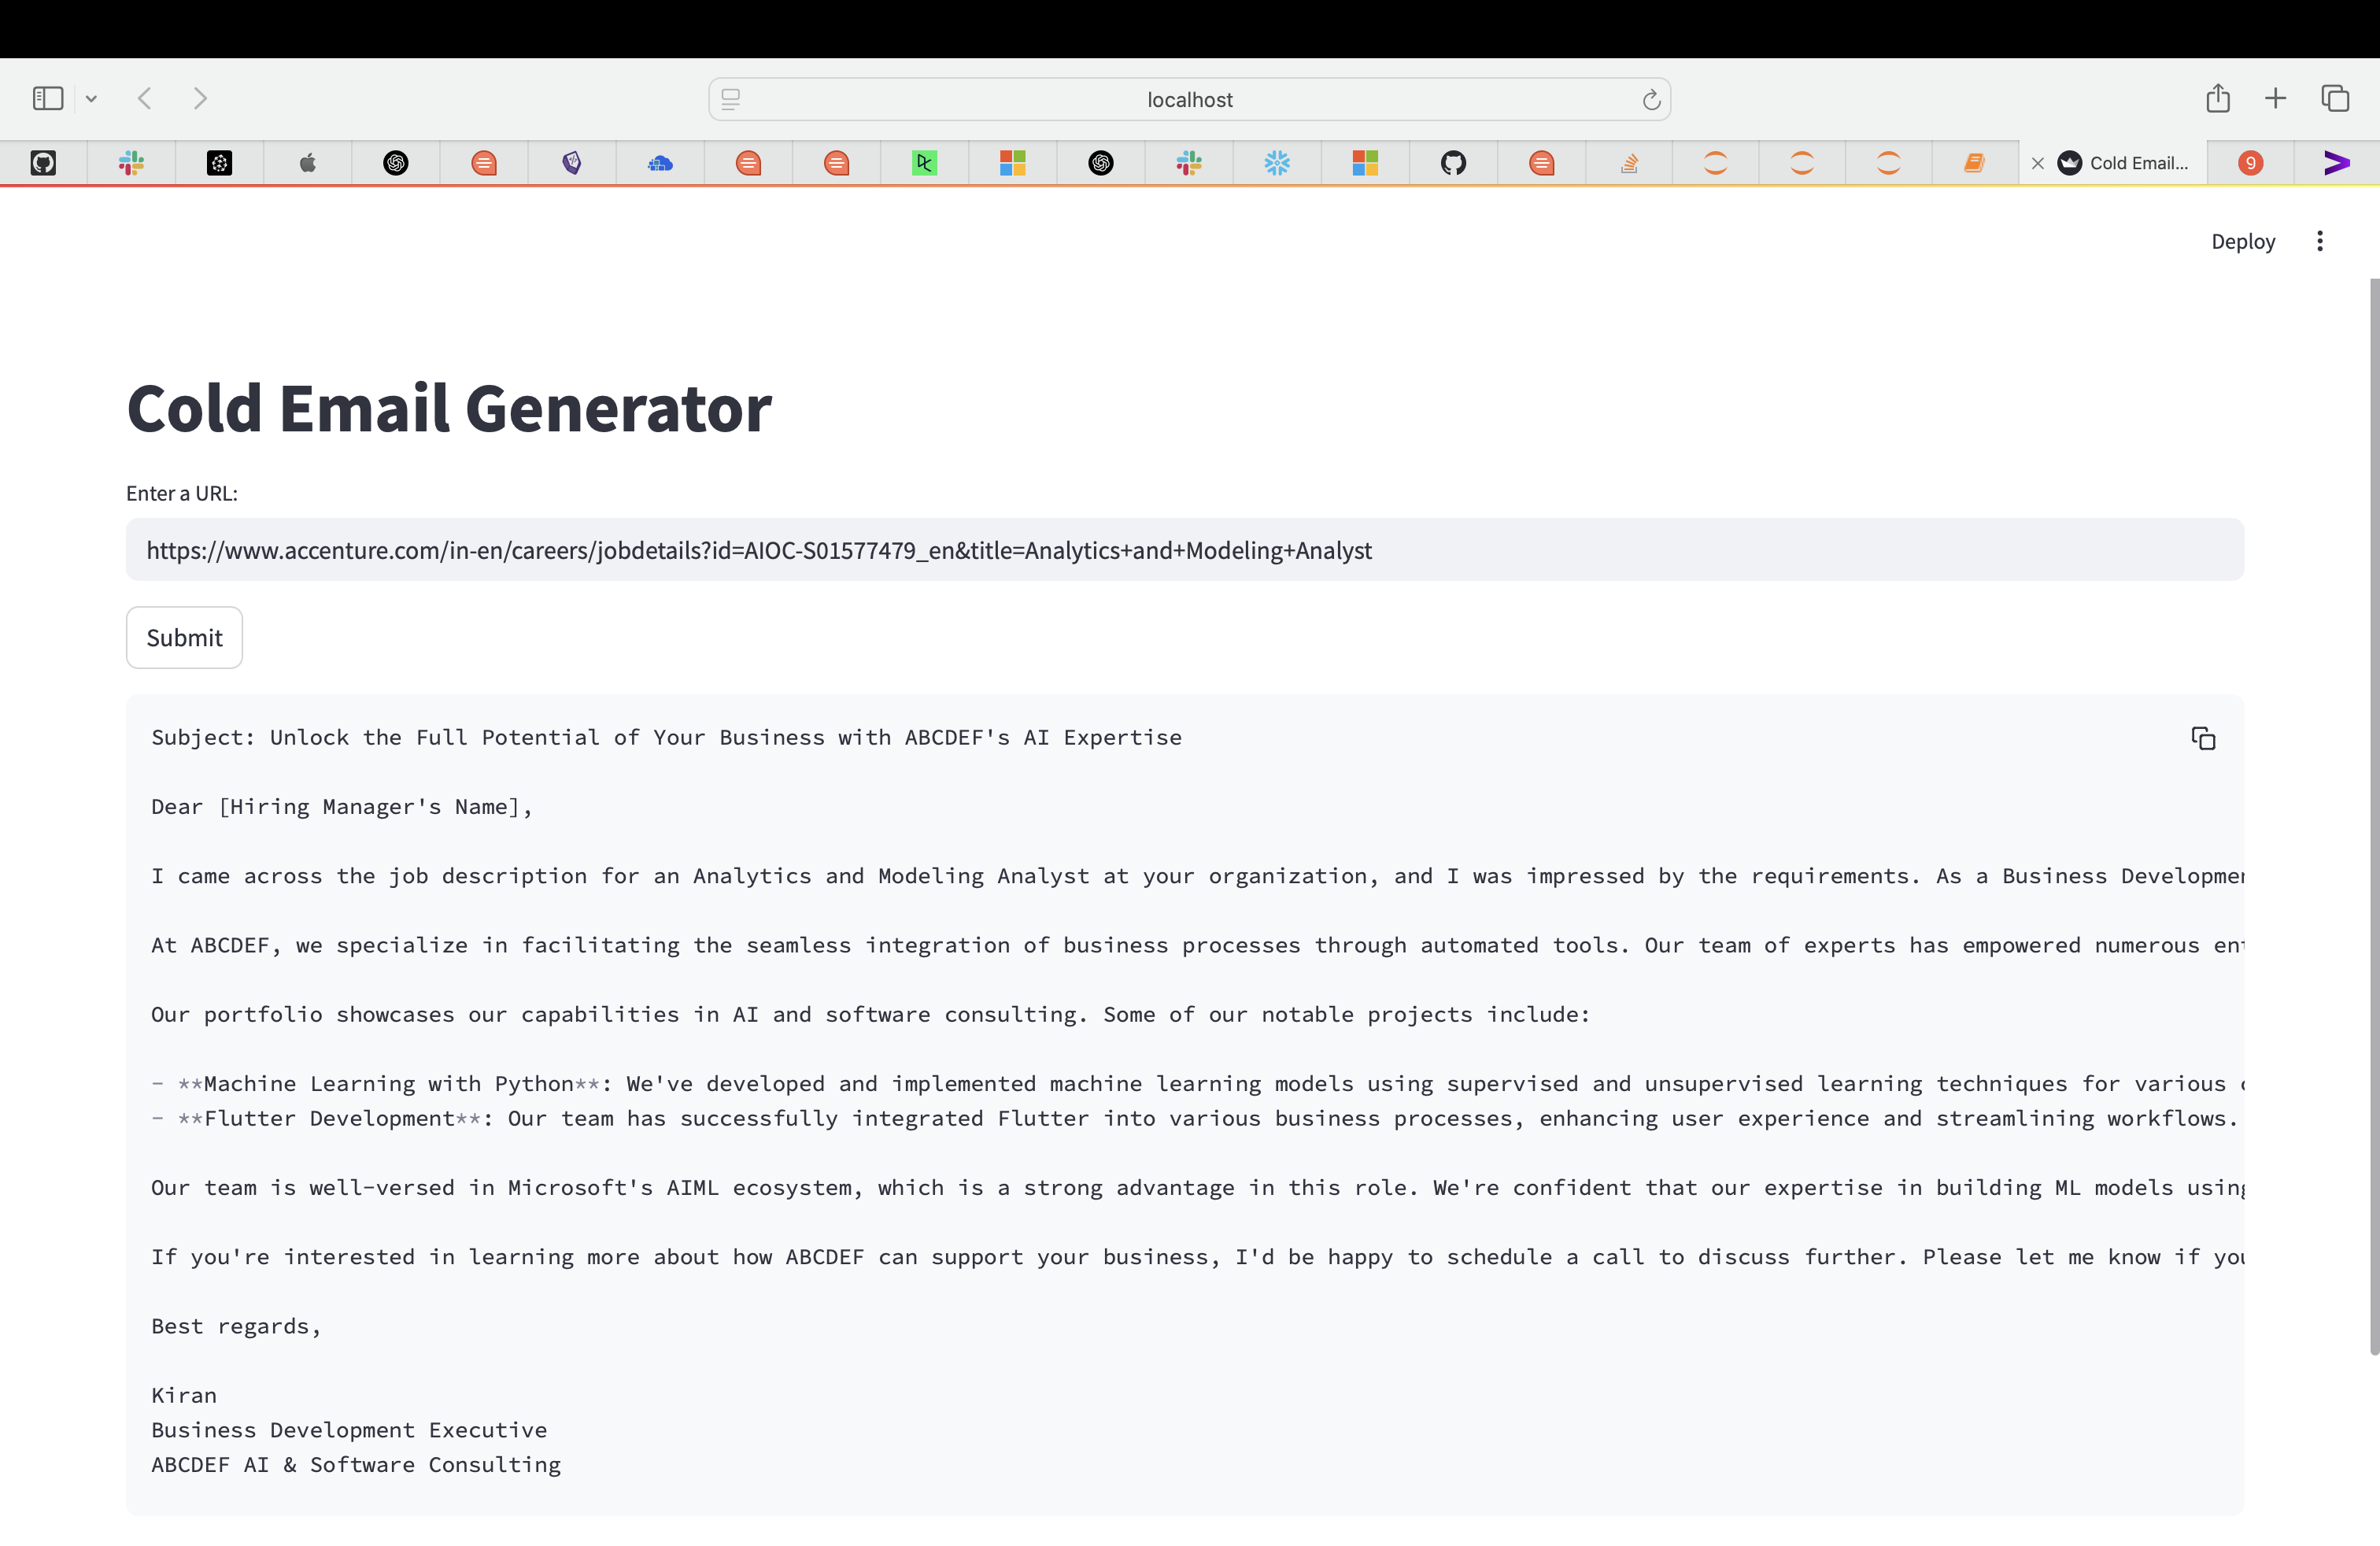 localhost
Cold Email...
9
Deploy
Cold Email Generator
Enter a URL:
https://www.accenture.com/in-en/careers/jobdetails?id=AIOC-S01577479_en&title=Analytics+and+Modeling+Analyst
Submit
Subject: Unlock the Full Potential of Your Business with ABCDEF's AI Expertise
Dear [Hiring Manager's Name],
I came across the job description for an Analytics and Modeling Analyst at your organization, and I was impressed by the requirements. As a Business
At ABCDEF, we specialize in facilitating the seamless integration of business processes through automated tools. Our team of experts has empowered numerous
Our portfolio showcases our capabilities in AI and software consulting. Some of our notable projects include:
- **Machine Learning with Python**: We've developed and implemented machine learning models using supervised and unsupervised learning techniques for various
- **Flutter Development**: Our team has successfully integrated Flutter into various business processes, enhancing user experience and streamlining workflows.
Our team is well-versed in Microsoft's AIML ecosystem, which is a strong advantage in this role. We're confident that our expertise in building ML models using
If you're interested in learning more about how ABCDEF can support your business, I'd be happy to schedule a call to discuss further. Please let me know if
Best regards,
Kiran
Business Development Executive
ABCDEF AI & Software Consulting